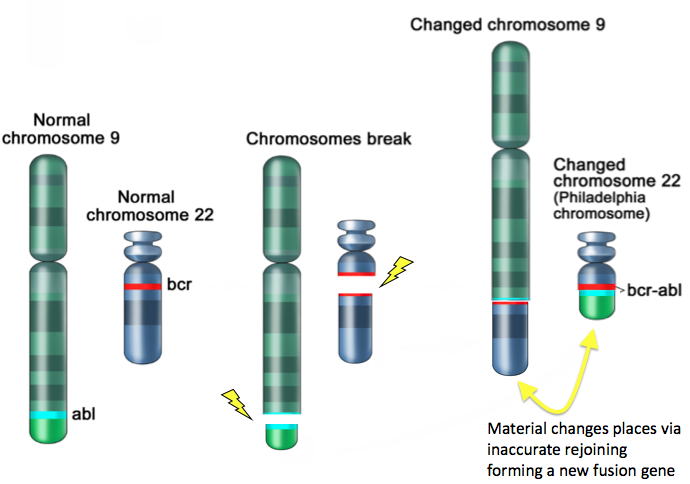 Normal
chromosome 9
Normal
chromosome 22
bcr
abl
Chromosomes break
Changed chromosome 9
Changed
chromosome 22
(Philadelphia
chromosome)
bcr-abl
Material changes places via
inaccurate rejoining
forming a new fusion gene